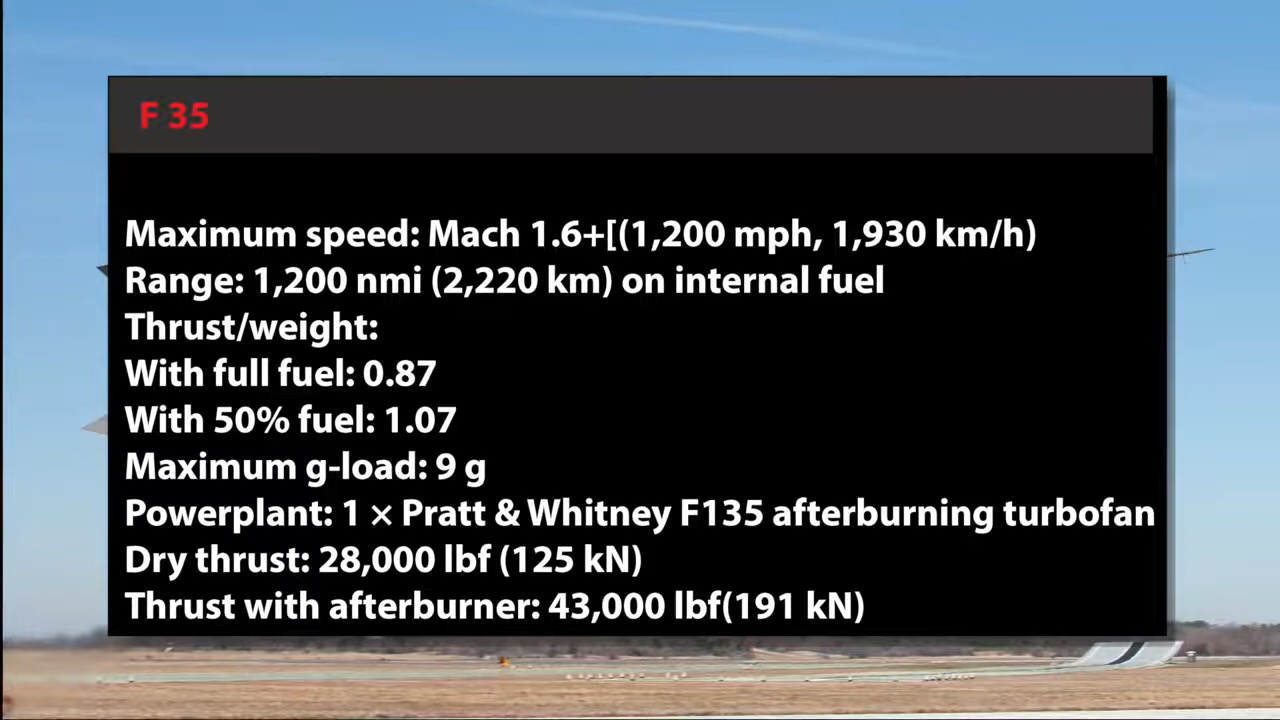 F 35
Maximum speed: Mach 1.6+[(1,200 mph, 1,930 km/h)
Range: 1,200 nmi (2,220 km) on internal fuel
Thrust/weight:
With full fuel: 0.87
With 50% fuel: 1.07
Maximum g-load: 9 g
Powerplant: 1 × Pratt & Whitney F135 afterburning turbofan
Dry thrust: 28,000 lbf (125 kN)
Thrust with afterburner: 43,000 lbf(191 kN)